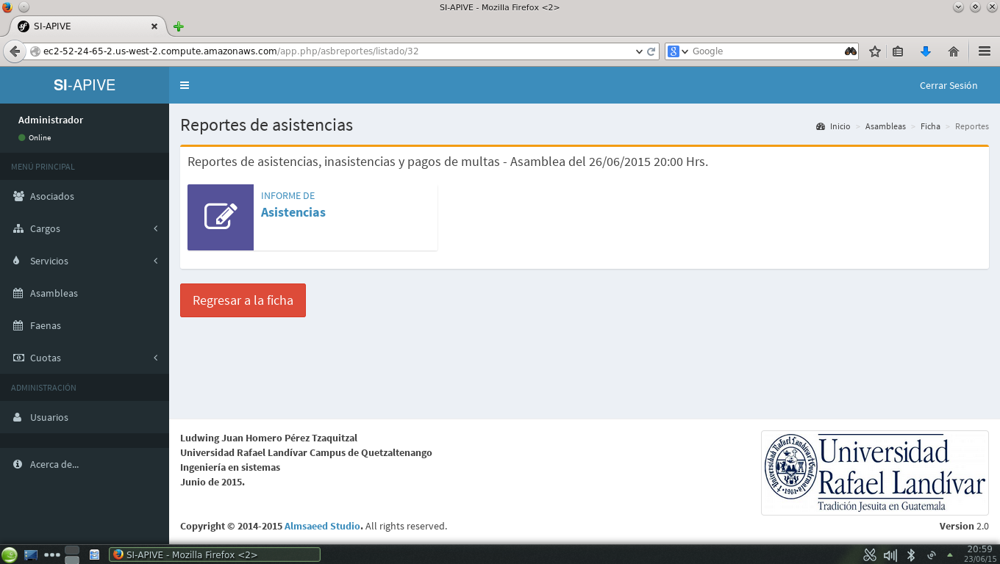 SI-APIVE - Mozilla Firefox <2>
SI-APIVE
ec2-52-24-65-2.us-west-2.compute.amazonaws.com/app.php/asbreportes/listado/32
Google
SI-APIVE
Cerrar Sesión
Administrador
Online
MENÚ PRINCIPAL
Asociados
Cargos
Servicios
Asambleas
Faenas
Cuotas
ADMINISTRACIÓN
Usuarios
Acerca de...
Reportes de asistencias
Inicio > Asambleas > Ficha > Reportes
Reportes de asistencias, inasistencias y pagos de multas - Asamblea del 26/06/2015 20:00 Hrs.
INFORME DE
Asistencias
Regresar a la ficha
Ludwing Juan Homero Pérez Tzaquitzal
Universidad Rafael Landívar Campus de Quetzaltenango
Ingeniería en sistemas
Junio de 2015.
Universidad
Rafael Landívar
Tradición Jesuita en Guatemala
Copyright © 2014-2015 Almsaeed Studio. All rights reserved.
Version 2.0
SI-APIVE - Mozilla Firefox <2>
20:59
23/06/15